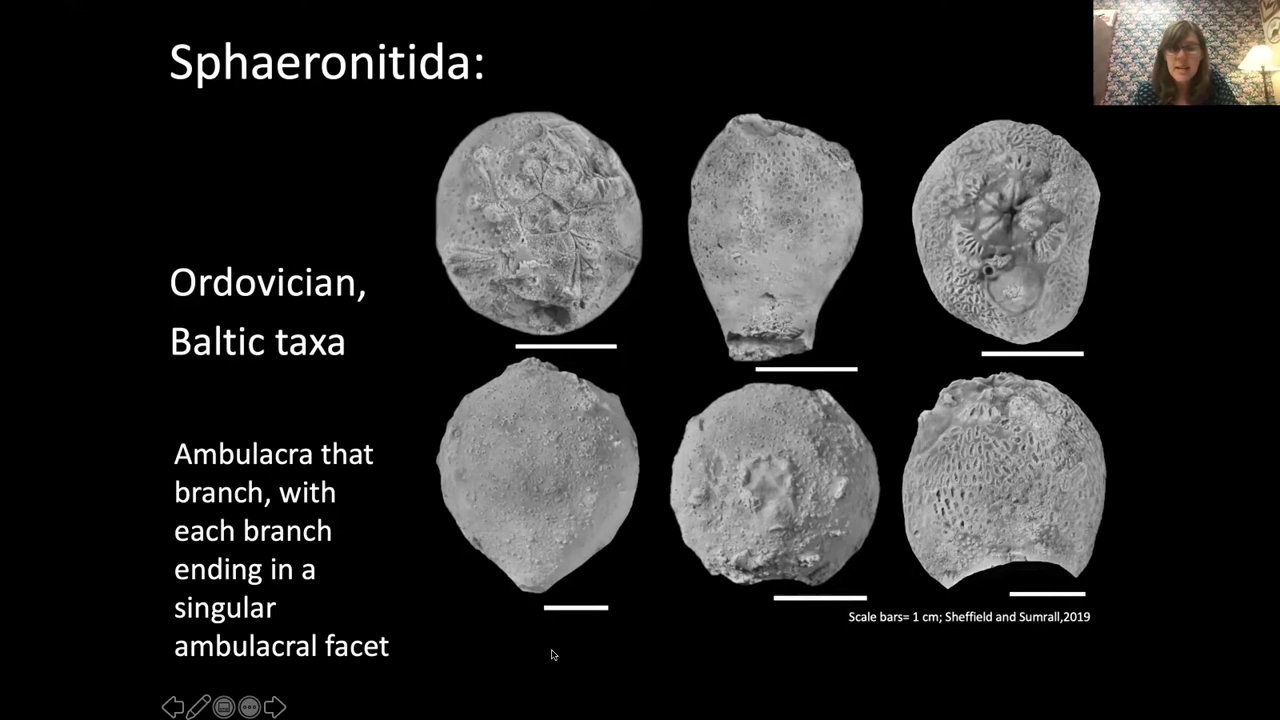 Sphaeronitida:
Ordovician,
Baltic taxa
Ambulacra that
branch, with
each branch
ending in a
singular
ambulacral facet
Scale bars= 1 cm; Sheffield and Sumrall,2019